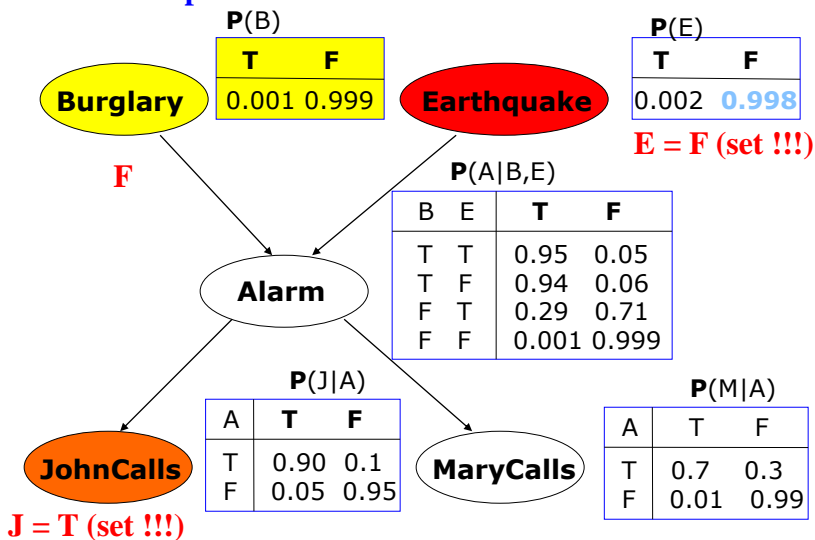 P(B)
T F
0.001 0.999
Burglary
Earthquake
P(E)
T F
0.002 0.998
E = F (set !!!)
F
P(A|B,E)
B E T F
T T 0.95 0.05
T F 0.94 0.06
F T 0.29 0.71
F F 0.001 0.999
Alarm
P(J|A)
A T F
T 0.90 0.1
F 0.05 0.95
P(M|A)
A T F
T 0.7 0.3
F 0.01 0.99
JohnCalls
MaryCalls
J = T (set !!!)